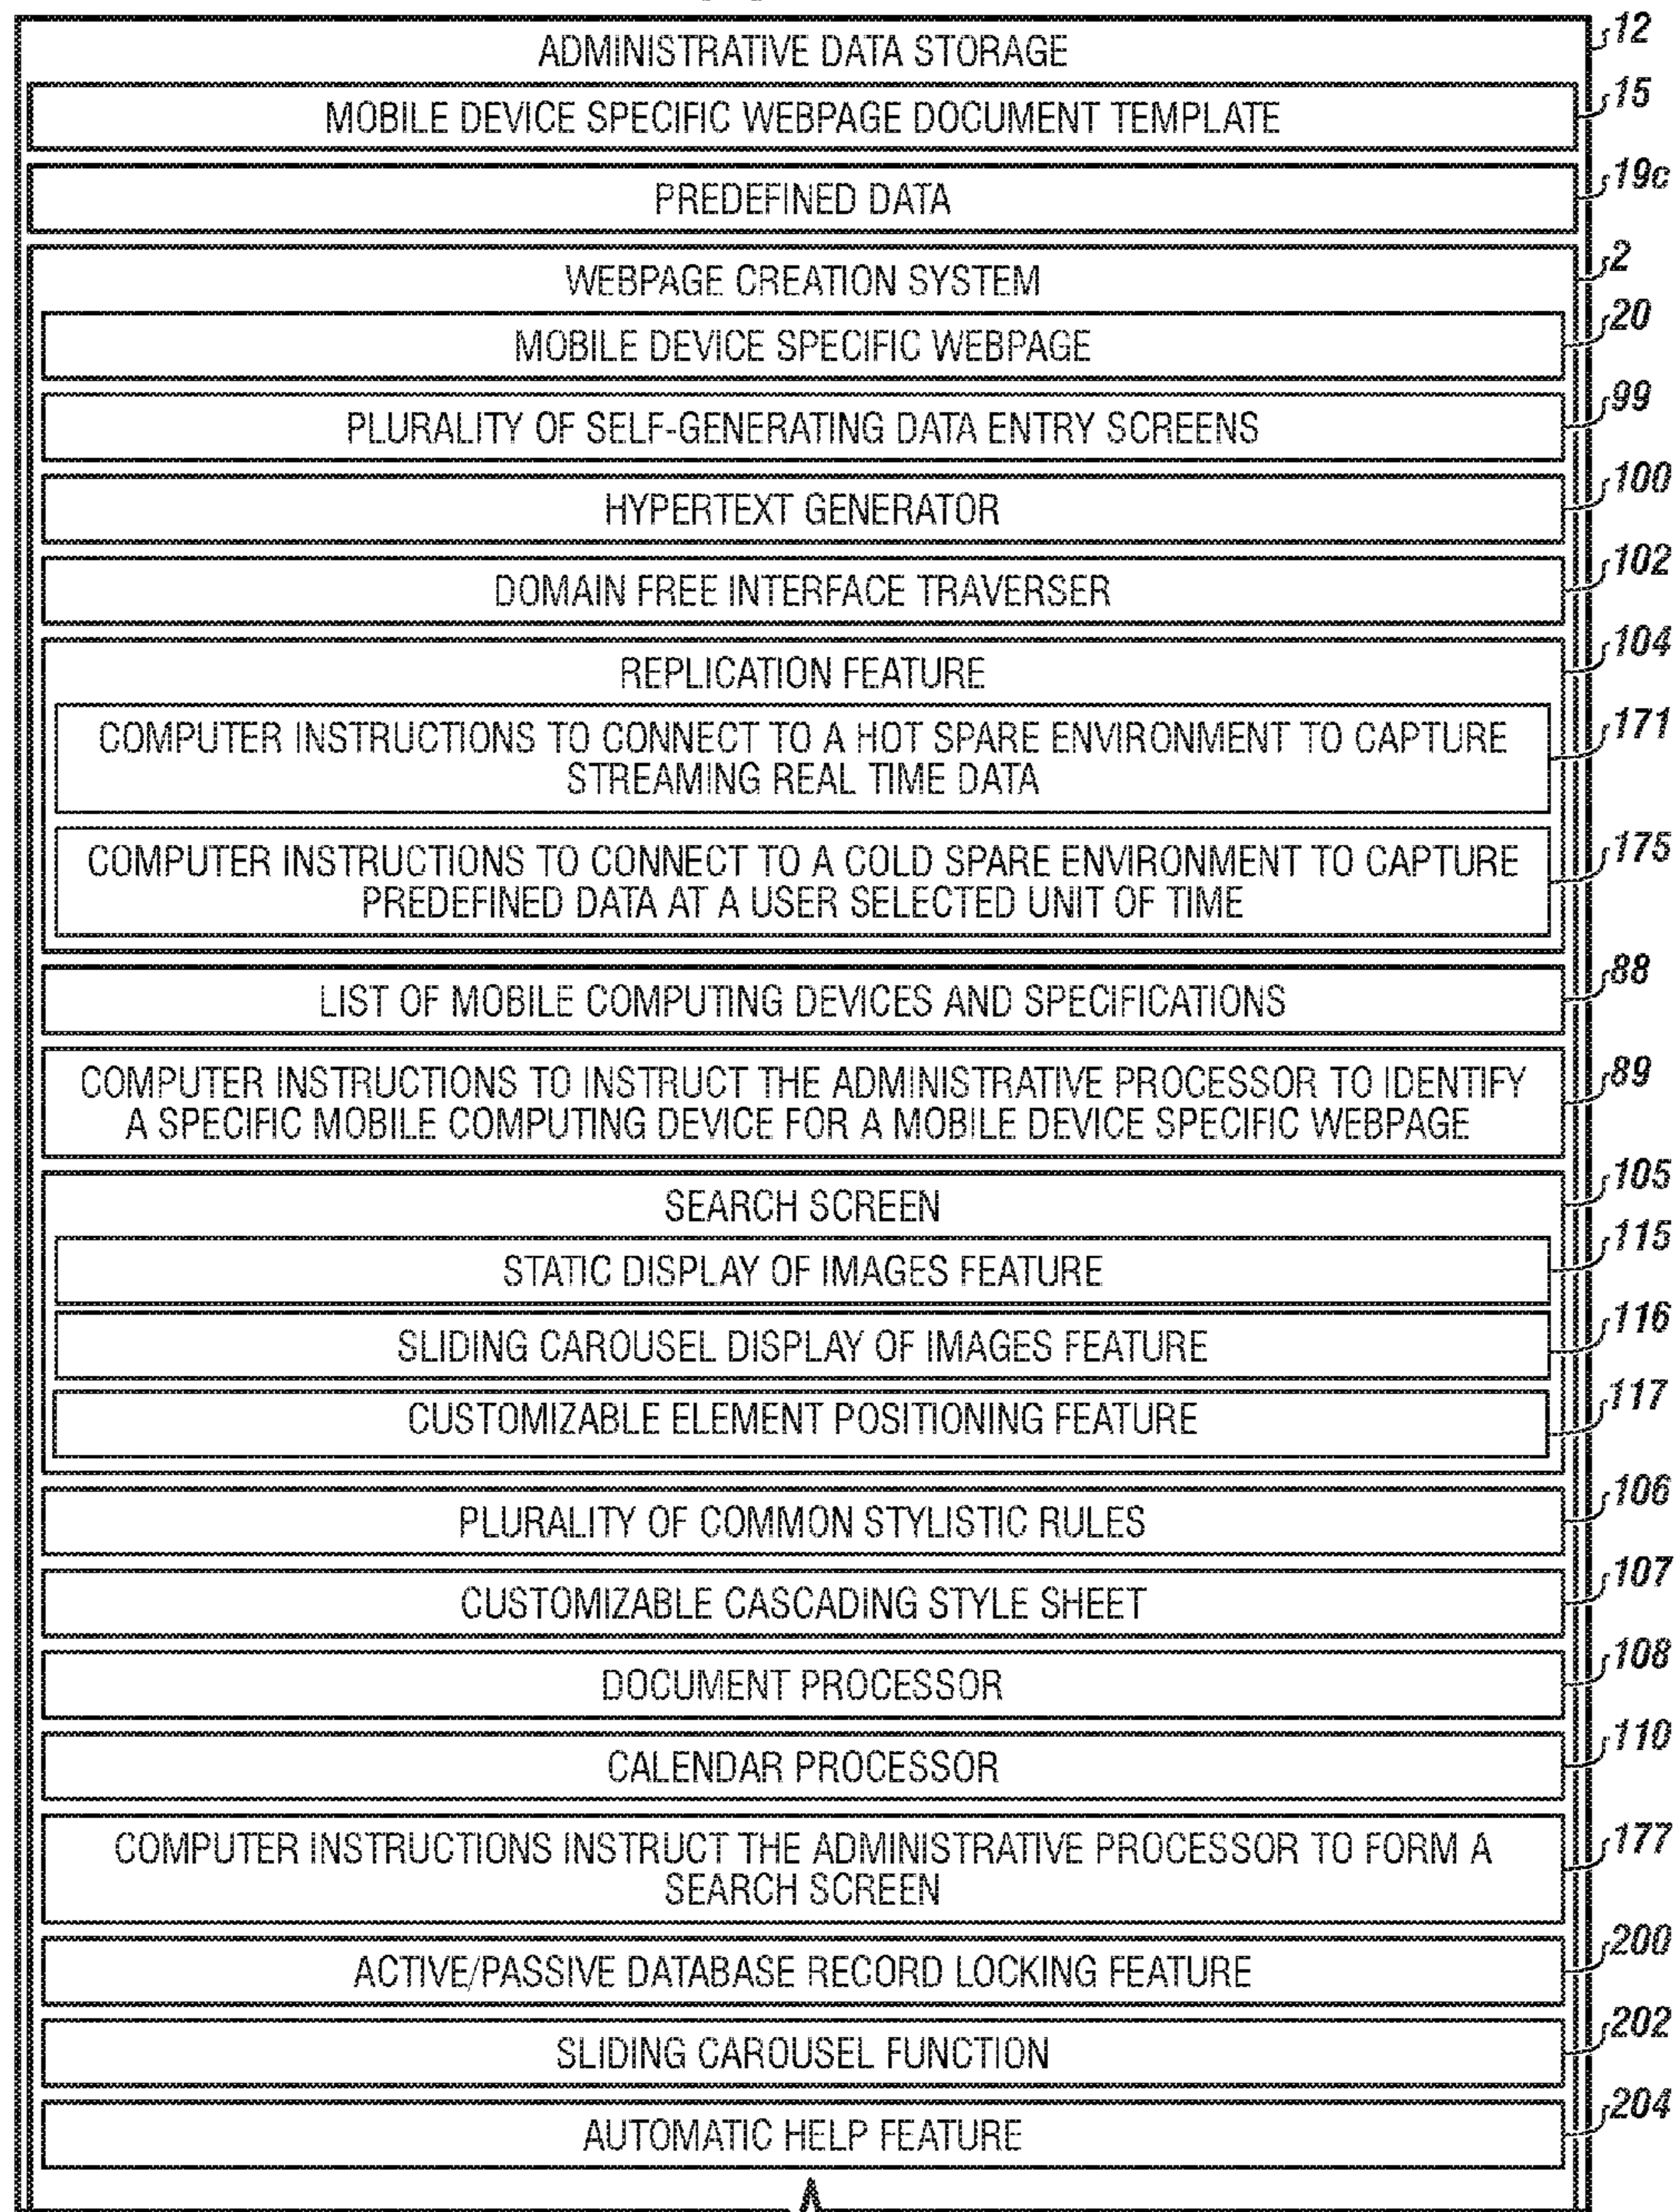 ADMINISTRATIVE DATA STORAGE 12
MOBILE DEVICE SPECIFIC WEBPAGE DOCUMENT TEMPLATE 15
PREDEFINED DATA 19c
WEBPAGE CREATION SYSTEM 2
MOBILE DEVICE SPECIFIC WEBPAGE 20
PLURALITY OF SELF-GENERATING DATA ENTRY SCREENS 99
HYPERTEXT GENERATOR 100
DOMAIN FREE INTERFACE TRAVERSER 102
REPLICATION FEATURE 104
COMPUTER INSTRUCTIONS TO CONNECT TO A HOT SPARE ENVIRONMENT TO CAPTURE 171
STREAMING REAL TIME DATA
COMPUTER INSTRUCTIONS TO CONNECT TO A COLD SPARE ENVIRONMENT TO CAPTURE 175
PREDEFINED DATA AT A USER SELECTED UNIT OF TIME
LIST OF MOBILE COMPUTING DEVICES AND SPECIFICATIONS 88
COMPUTER INSTRUCTIONS TO INSTRUCT THE ADMINISTRATIVE PROCESSOR TO IDENTIFY 89
A SPECIFIC MOBILE COMPUTING DEVICE FOR A MOBILE DEVICE SPECIFIC WEBPAGE
SEARCH SCREEN 105
STATIC DISPLAY OF IMAGES FEATURE 115
SLIDING CAROUSEL DISPLAY OF IMAGES FEATURE 116
CUSTOMIZABLE ELEMENT POSITIONING FEATURE 117
PLURALITY OF COMMON STYLISTIC RULES 106
CUSTOMIZABLE CASCADING STYLE SHEET 107
DOCUMENT PROCESSOR 108
CALENDAR PROCESSOR 110
COMPUTER INSTRUCTIONS INSTRUCT THE ADMINISTRATIVE PROCESSOR TO FORM A 177
SEARCH SCREEN
ACTIVE/PASSIVE DATABASE RECORD LOCKING FEATURE 200
SLIDING CAROUSEL FUNCTION 202
AUTOMATIC HELP FEATURE 204